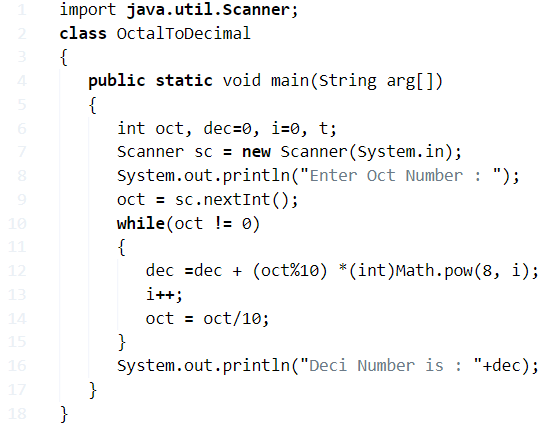 1 import java.util.Scanner;
2 class OctalToDecimal
3 {
4 public static void main(String arg[])
5 {
6 int oct, dec=0, i=0, t;
7 Scanner sc = new Scanner(System.in);
8 System.out.println("Enter Oct Number : ");
9 oct = sc.nextInt();
10 while(oct != 0)
11 {
12 dec =dec + (oct%10) *(int)Math.pow(8, i);
13 i++;
14 oct = oct/10;
15 }
16 System.out.println("Deci Number is : "+dec);
17 }
18 }